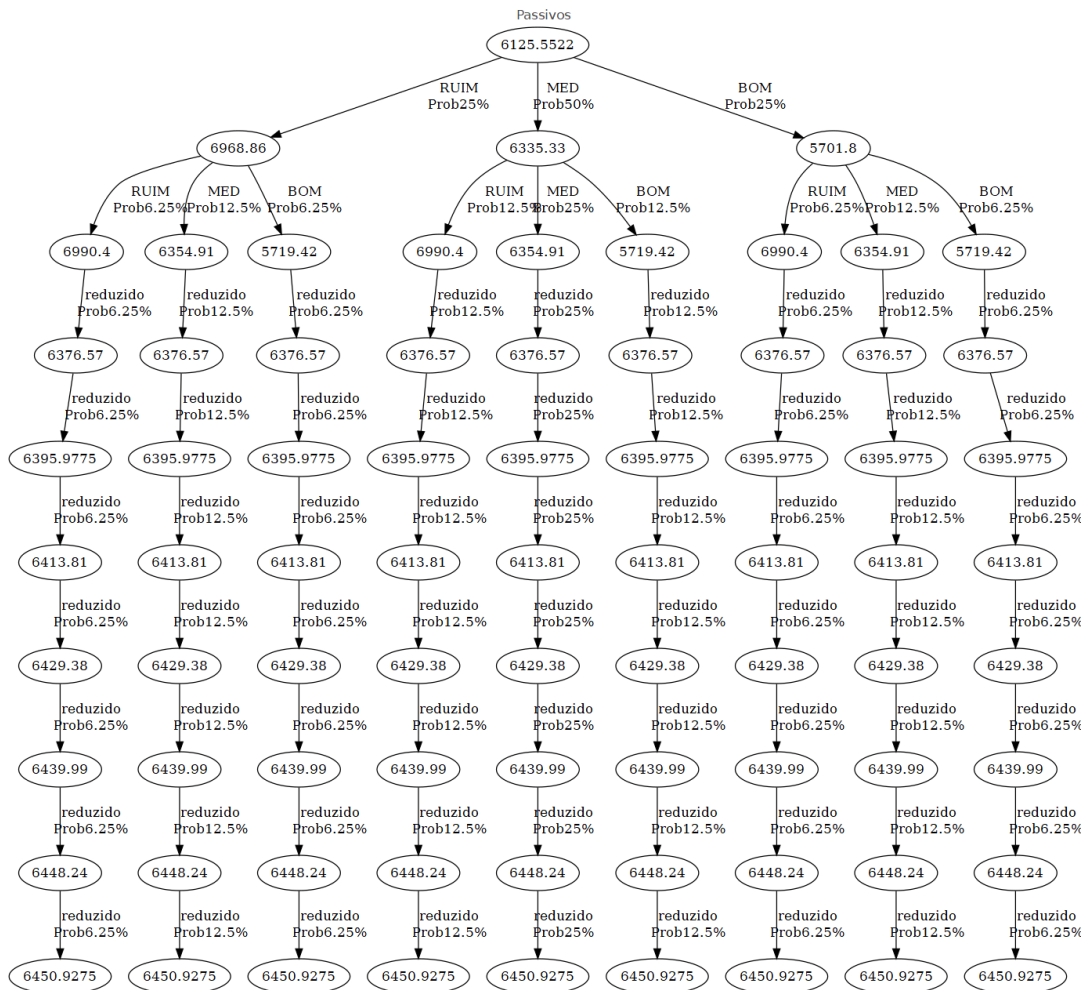 Passivos
6125.5522
RUIM MED BOM
Prob25% Prob50% Prob25%
6968.86 6335.33 5701.8
RUIM MED BOM RUIM MED BOM RUIM MED BOM
Prob6.25% Prob12.5% Prob6.25% Prob12.5% Prob25% Prob12.5% Prob6.25% Prob12.5% Prob6.25%
6990.4 6354.91 5719.42 6990.4 6354.91 5719.42 6990.4 6354.91 5719.42
reduzido reduzido reduzido reduzido reduzido reduzido reduzido reduzido reduzido
Prob6.25% Prob12.5% Prob6.25% Prob12.5% Prob25% Prob12.5% Prob6.25% Prob12.5% Prob6.25%
6376.57 6376.57 6376.57 6376.57 6376.57 6376.57 6376.57 6376.57 6376.57
reduzido reduzido reduzido reduzido reduzido reduzido reduzido reduzido reduzido
Prob6.25% Prob12.5% Prob6.25% Prob12.5% Prob25% Prob12.5% Prob6.25% Prob12.5% Prob6.25%
6395.9775 6395.9775 6395.9775 6395.9775 6395.9775 6395.9775 6395.9775 6395.9775 6395.9775
reduzido reduzido reduzido reduzido reduzido reduzido reduzido reduzido reduzido
Prob6.25% Prob12.5% Prob6.25% Prob12.5% Prob25% Prob12.5% Prob6.25% Prob12.5% Prob6.25%
6413.81 6413.81 6413.81 6413.81 6413.81 6413.81 6413.81 6413.81 6413.81
reduzido reduzido reduzido reduzido reduzido reduzido reduzido reduzido reduzido
Prob6.25% Prob12.5% Prob6.25% Prob12.5% Prob25% Prob12.5% Prob6.25% Prob12.5% Prob6.25%
6429.38 6429.38 6429.38 6429.38 6429.38 6429.38 6429.38 6429.38 6429.38
reduzido reduzido reduzido reduzido reduzido reduzido reduzido reduzido reduzido
Prob6.25% Prob12.5% Prob6.25% Prob12.5% Prob25% Prob12.5% Prob6.25% Prob12.5% Prob6.25%
6439.99 6439.99 6439.99 6439.99 6439.99 6439.99 6439.99 6439.99 6439.99
reduzido reduzido reduzido reduzido reduzido reduzido reduzido reduzido reduzido
Prob6.25% Prob12.5% Prob6.25% Prob12.5% Prob25% Prob12.5% Prob6.25% Prob12.5% Prob6.25%
6448.24 6448.24 6448.24 6448.24 6448.24 6448.24 6448.24 6448.24 6448.24
reduzido reduzido reduzido reduzido reduzido reduzido reduzido reduzido reduzido
Prob6.25% Prob12.5% Prob6.25% Prob12.5% Prob25% Prob12.5% Prob6.25% Prob12.5% Prob6.25%
6450.9275 6450.9275 6450.9275 6450.9275 6450.9275 6450.9275 6450.9275 6450.9275 6450.9275